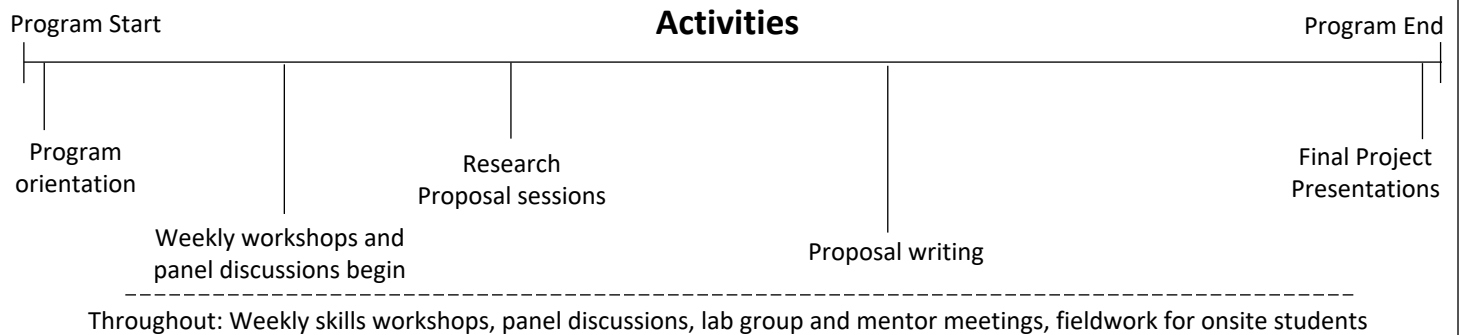 Activities
Program Start
Program End
Program
orientation
Weekly workshops and
panel discussions begin
Research
Proposal sessions
Proposal writing
Final Project
Presentations
Throughout: Weekly skills workshops, panel discussions, lab group and mentor meetings, fieldwork for onsite students